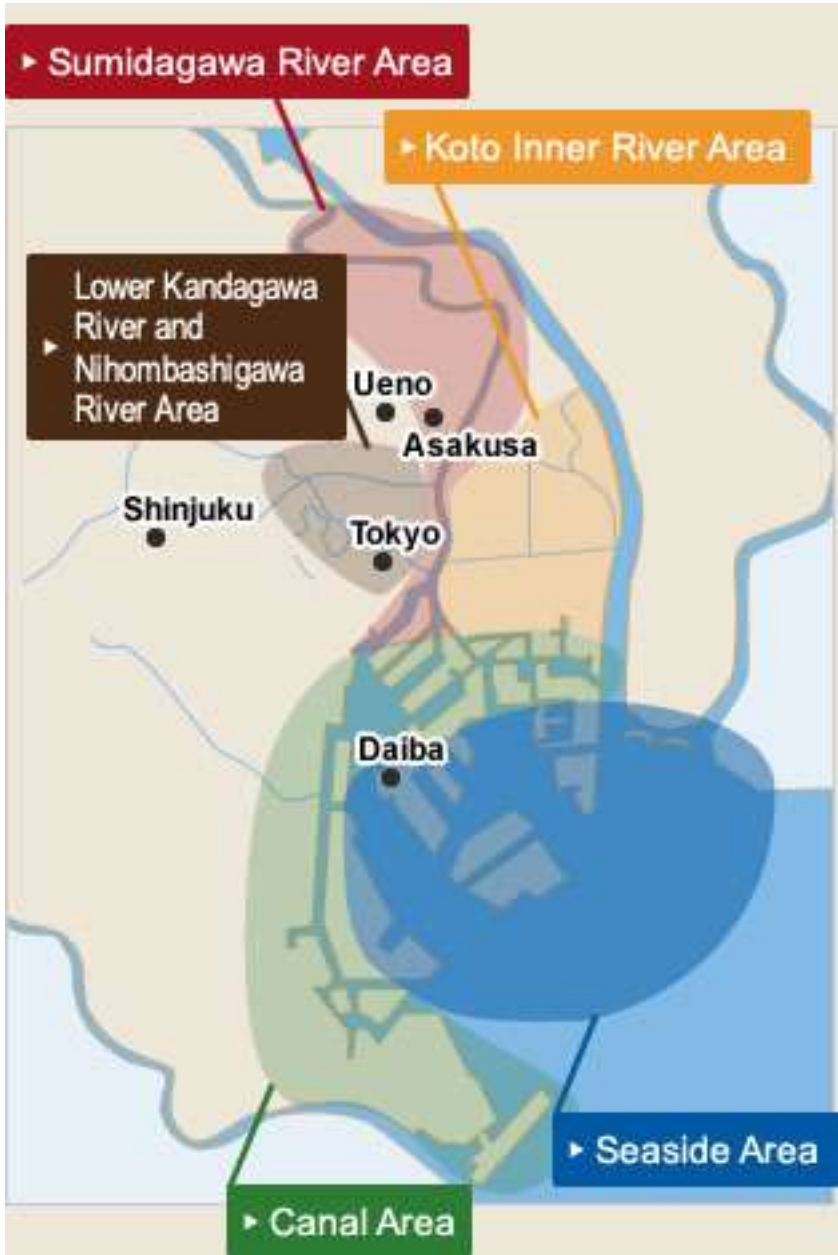 Sumidagawa River Area
Koto Inner River Area
Lower Kandagawa
River and
Nihombashigawa
River Area
Ueno
Asakusa
Shinjuku
Tokyo
Daiba
Seaside Area
Canal Area